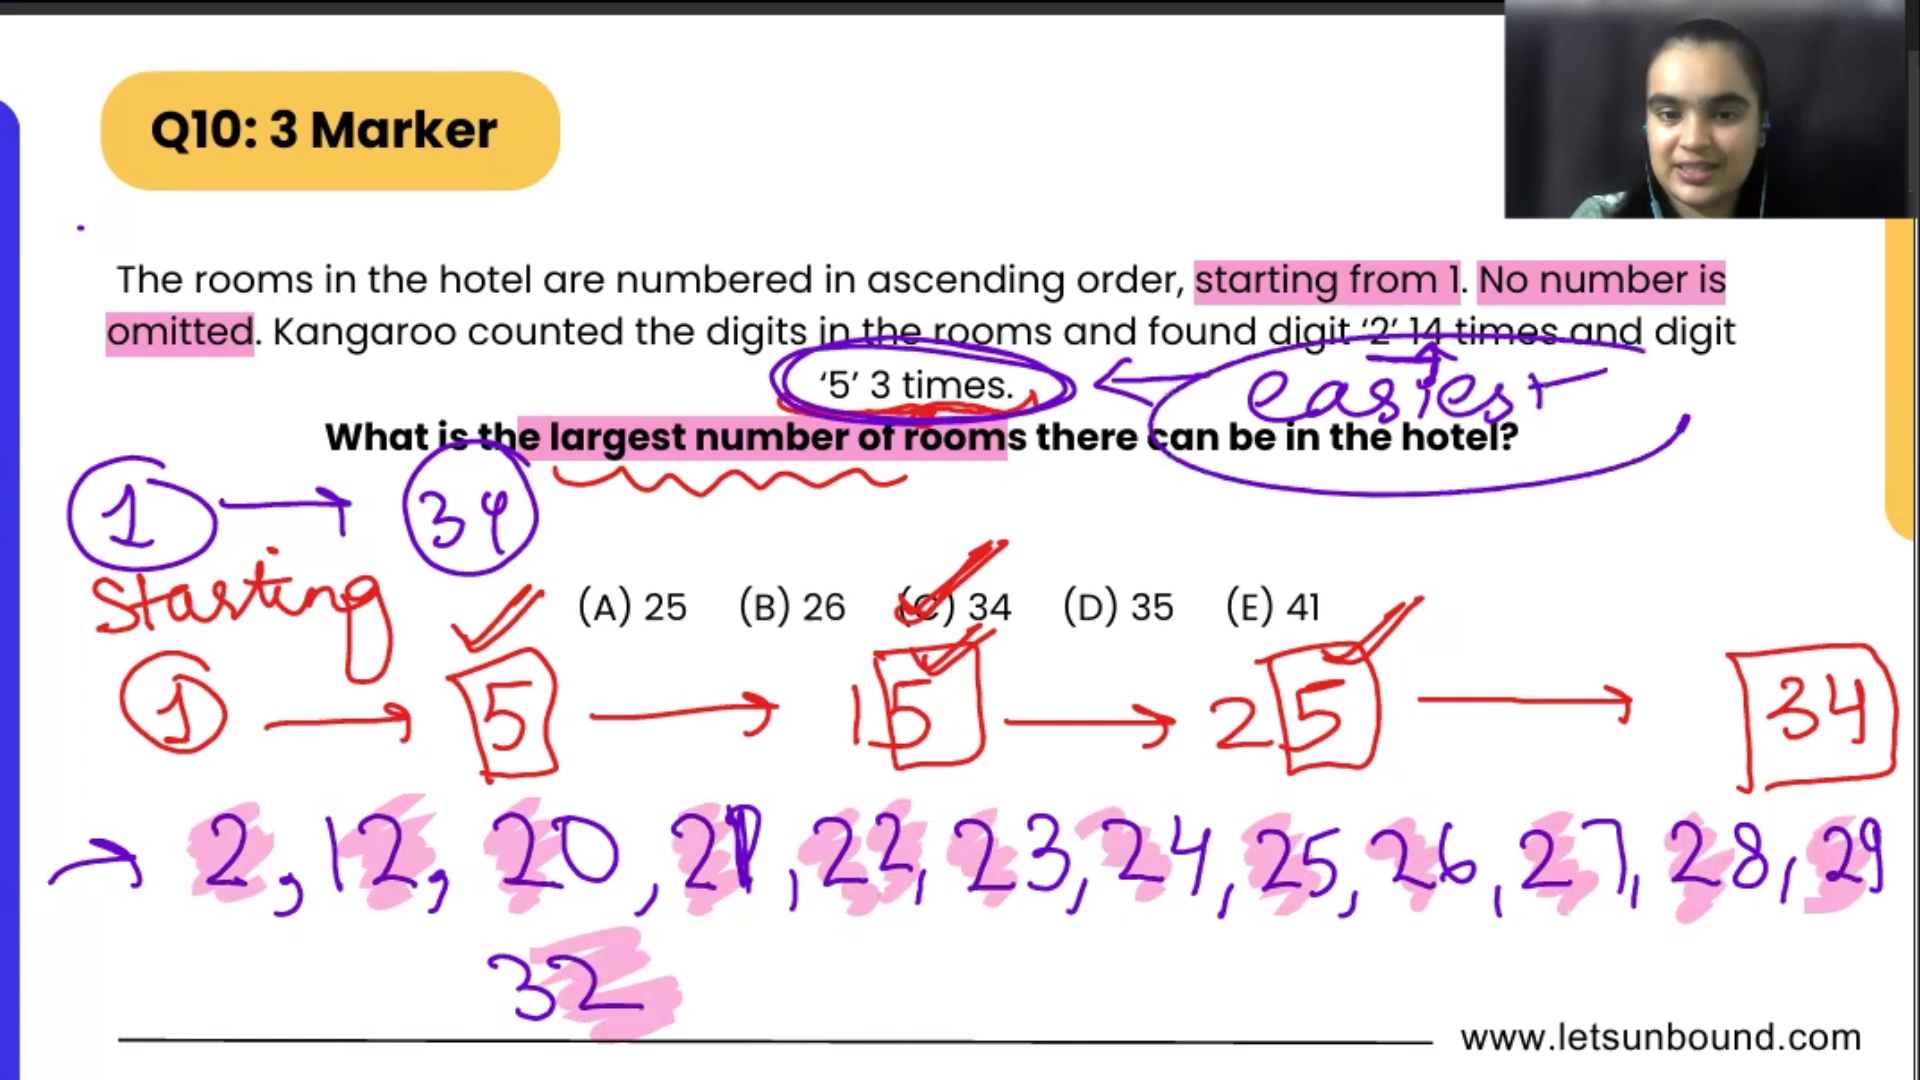 Q10: 3 Marker
The rooms in the hotel are numbered in ascending order, starting from 1. No number is
omitted. Kangaroo counted the digits in the rooms and found digit ‘2’ 14 times and digit
‘5’ 3 times.
easiest
What is the largest number of rooms there can be in the hotel?
1 → 34
Starting
(A) 25 (B) 26 (C) 34 (D) 35 (E) 41
1 → 5 → 15 → 25 → 34
→ 2, 12, 20, 21, 22, 23, 24, 25, 26, 27, 28, 29
32
www.letsunbound.com